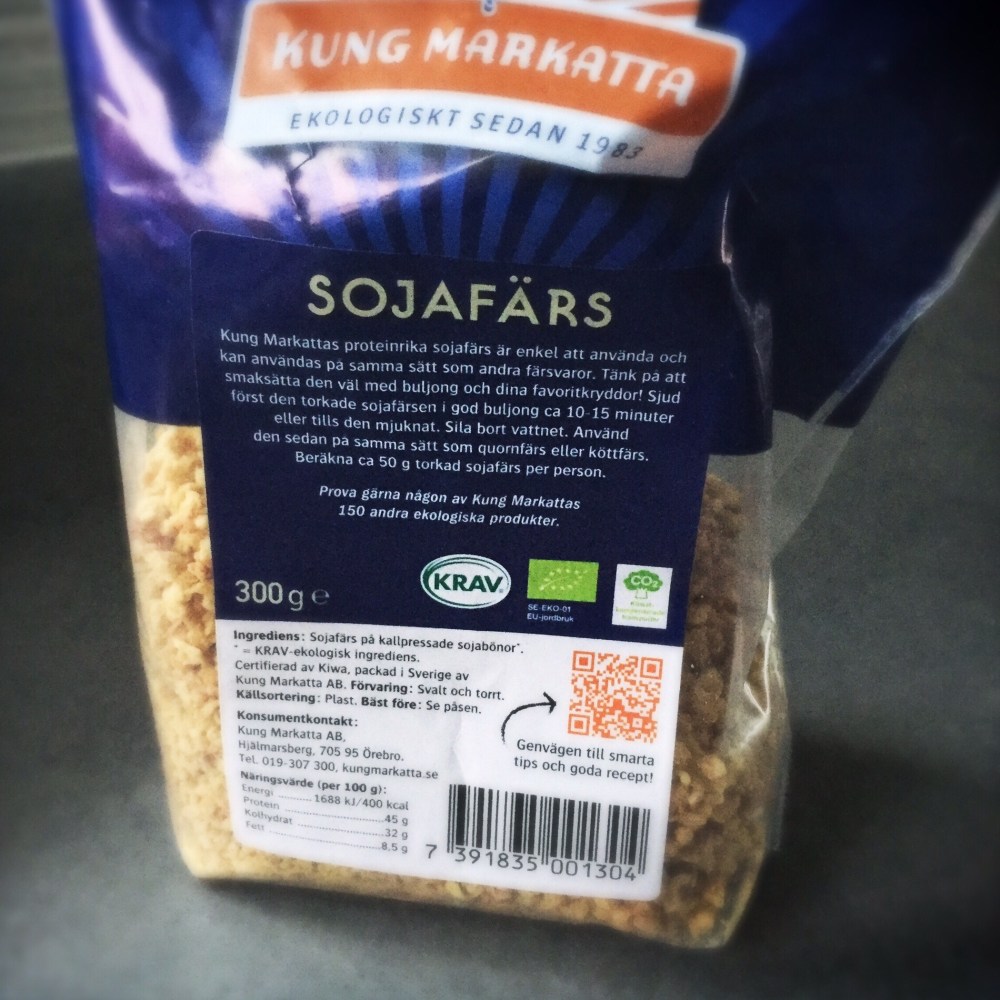 KUNG MARKATTA
EKOLOGISKT SEDAN 1983
SOJAFÄRS
Kung Markattas proteinrika sojafärs är enkel att använda och
kan användas på samma sätt som andra färsvaror. Tänk på att
smaksätta den väl med buljong och dina favoritkryddor! Sjud
först den torkade sojafärsen i god buljong ca 10-15 minuter
eller tills den mjuknat. Sila bort vattnet. Använd
den sedan på samma sätt som quornfärs eller köttfärs.
Beräkna ca 50 g torkad sojafärs per person.
Prova gärna någon av Kung Markattas
150 andra ekologiska produkter.
300 g e
KRAV
SE-EKO-01
EU-jordbruk
CO2
Ingrediens: Sojafärs på kallpressade sojabönor*.
* = KRAV-ekologisk ingrediens.
Certifierad av Kiwa, packad i Sverige av
Kung Markatta AB. Förvaring: Svalt och torrt.
Källsortering: Plast. Bäst före: Se påsen.
Konsumentkontakt:
Kung Markatta AB,
Hjälmarsberg, 705 95 Örebro.
Tel. 019-307 300, kungmarkatta.se
Genvägen till smarta
tips och goda recept!
Näringsvärde (per 100 g):
Energi 1688 kJ/400 kcal
Protein 45 g
Kolhydrat 32 g
Fett 8,5 g
7 391835 001304